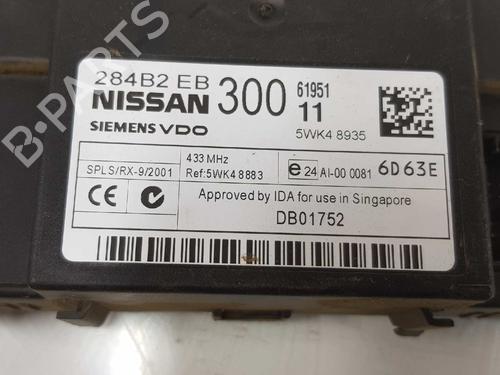 284B2 EB 300 61951
NISSAN 11
SIEMENS VDO 5WK4 8935
SPLS/RX-9/2001
433 MHz
Ref:5WK4 8883
e24 AI-00 0081 6D63E
CE
Approved by IDA for use in Singapore
DB01752
B-PARTS